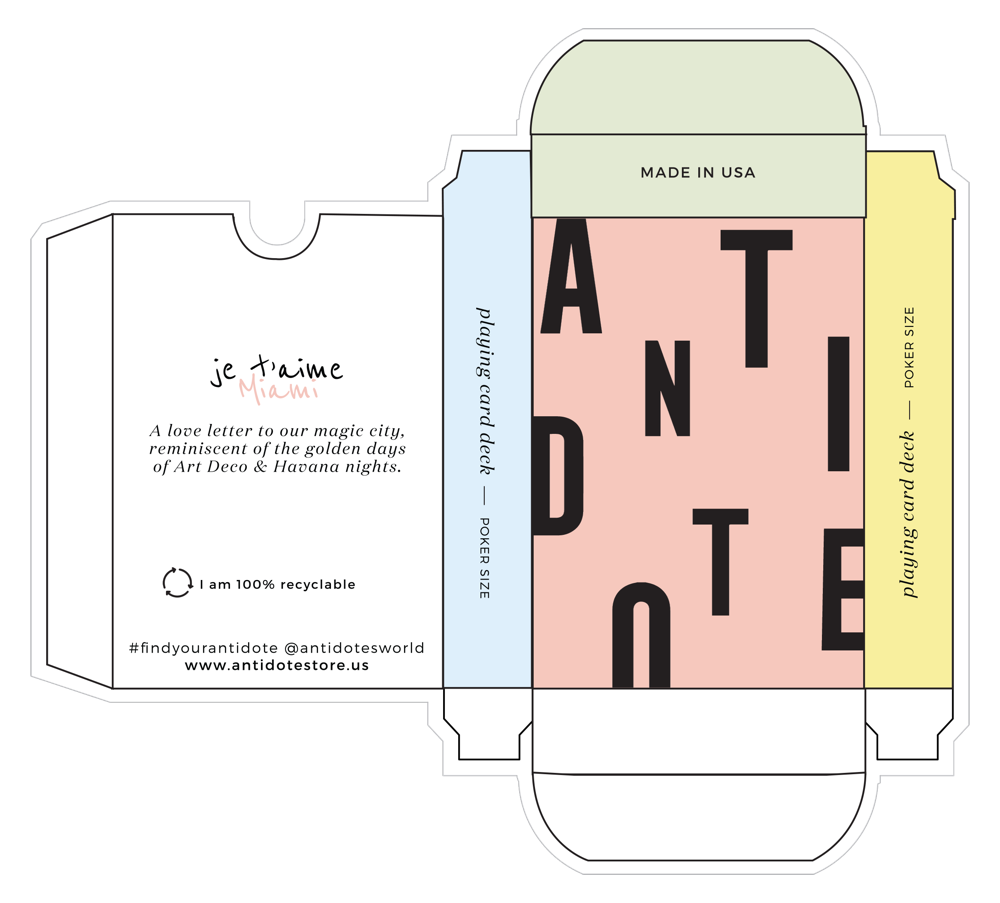 MADE IN USA
A
N
T
I
D
O
T
E
je t'aime
Miami
A love letter to our magic city,
reminiscent of the golden days
of Art Deco & Havana nights.
I am 100% recyclable
#findyourantidote @antidotesworld
www.antidotestore.us
playing card deck — POKER SIZE
playing card deck — POKER SIZE